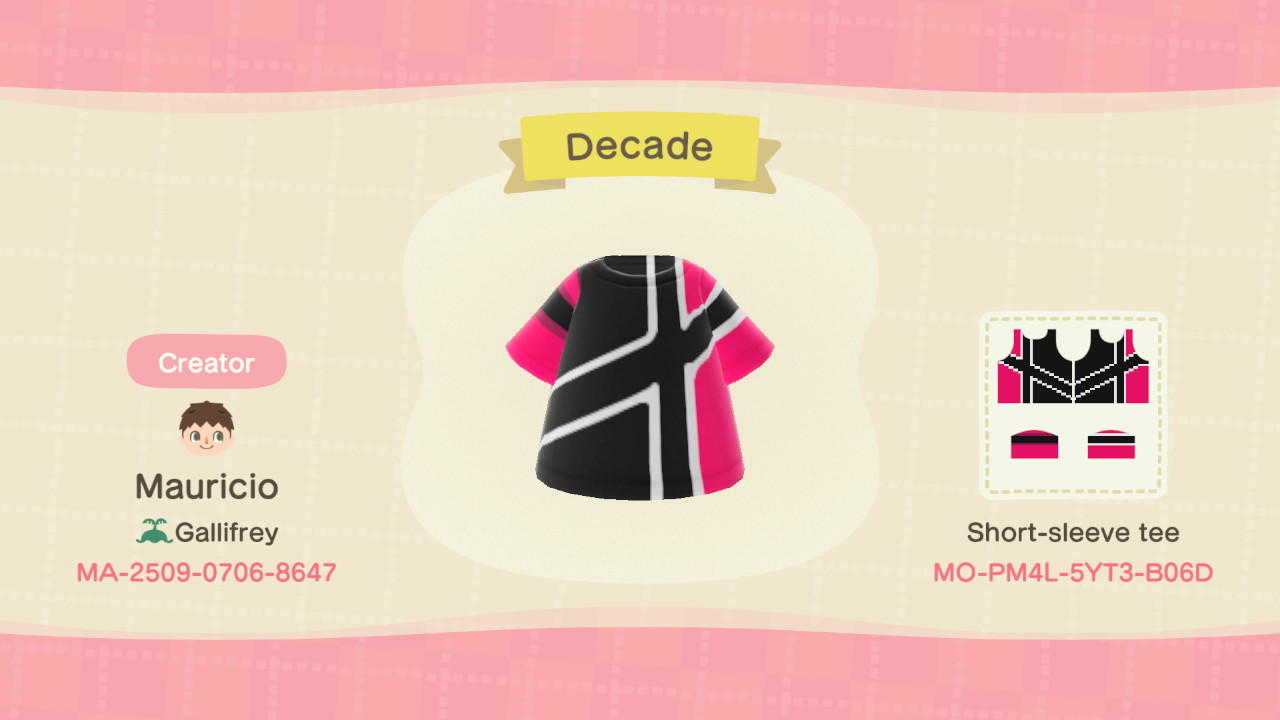 Decade
Creator
Mauricio
Gallifrey
MA-2509-0706-8647
Short-sleeve tee
MO-PM4L-5YT3-B06D